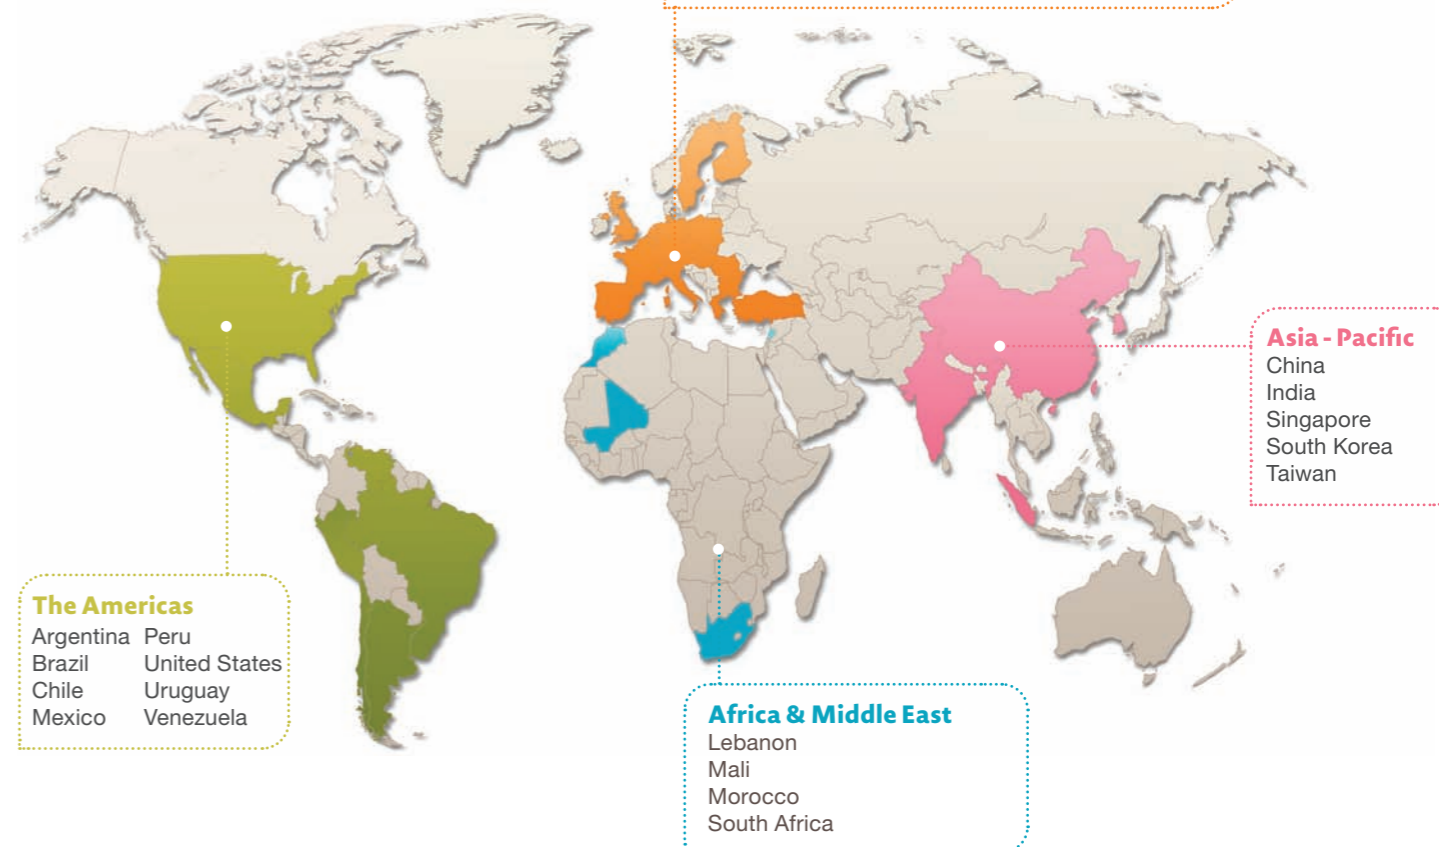 Asia - Pacific
China
India
Singapore
South Korea
Taiwan
The Americas
Argentina Peru
Brazil United States
Chile Uruguay
Mexico Venezuela
Africa & Middle East
Lebanon
Mali
Morocco
South Africa